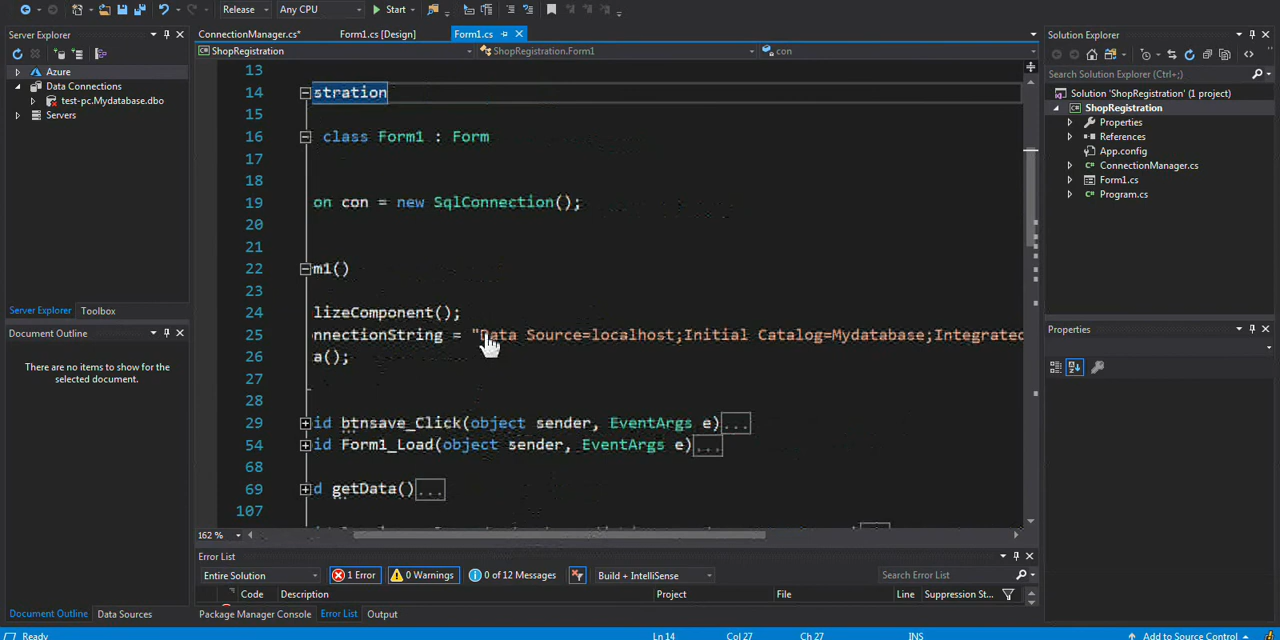 Release
Any CPU
Start
Server Explorer
Azure
Data Connections
test-pc.Mydatabase.dbo
Servers
Server Explorer
Toolbox
Document Outline
There are no items to show for the
selected document.
Document Outline
Data Sources
ConnectionManager.cs*
Form1.cs [Design]
Form1.cs
ShopRegistration
ShopRegistration.Form1
con
13
14 stration
15
16 class Form1 : Form
17
18
19 on con = new SqlConnection();
20
21
22 m1()
23
24 lizeComponent();
25 nnectionString = "Data Source=localhost;Initial Catalog=Mydatabase;Integrated
26 a();
27
28
29 id btnsave_Click(object sender, EventArgs e)...
54 id Form1_Load(object sender, EventArgs e)...
68
69 d getData()...
107
162 %
Error List
Entire Solution
1 Error
0 Warnings
0 of 12 Messages
Build + IntelliSense
Search Error List
Code
Description
Project
File
Line
Suppression St...
Package Manager Console
Error List
Output
Solution Explorer
Search Solution Explorer (Ctrl+;)
Solution 'ShopRegistration' (1 project)
ShopRegistration
Properties
References
App.config
ConnectionManager.cs
Form1.cs
Program.cs
Properties
Ready
Ln 14
Col 27
Ch 27
INS
Add to Source Control